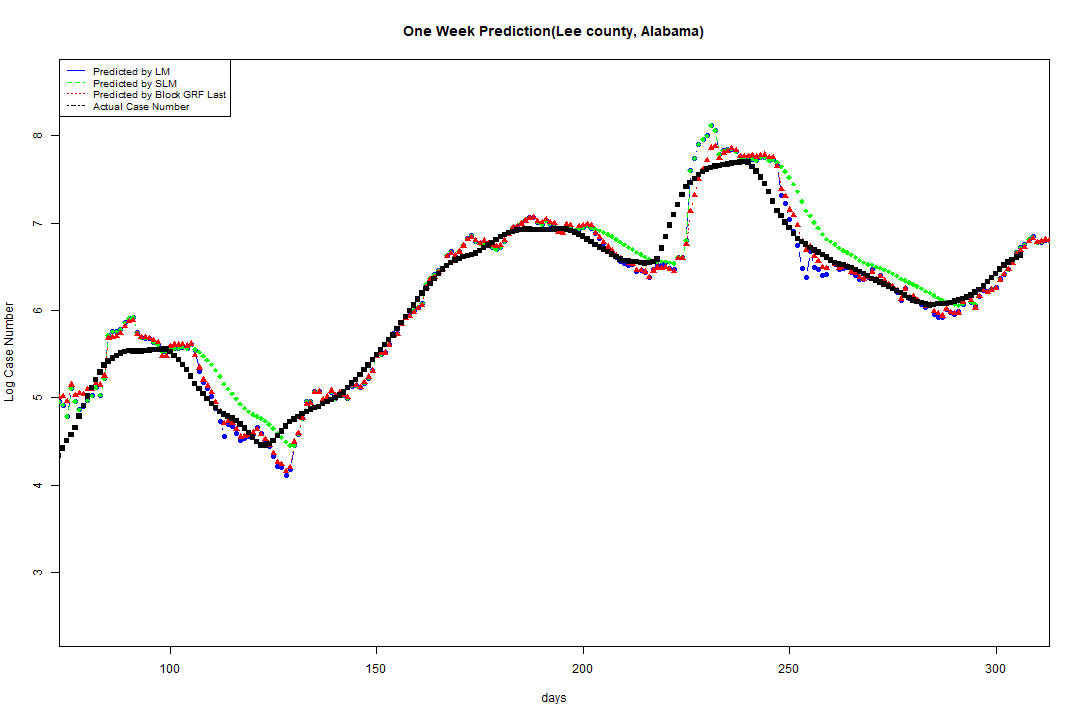 One Week Prediction(Lee county, Alabama)
Predicted by LM
Predicted by SLM
Predicted by Block GRF Last
Actual Case Number
8
7
6
5
4
3
Log Case Number
100 150 200 250 300
days